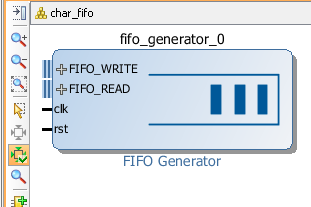 char_fifo
fifo_generator_0
FIFO_WRITE
FIFO_READ
clk
rst
FIFO Generator